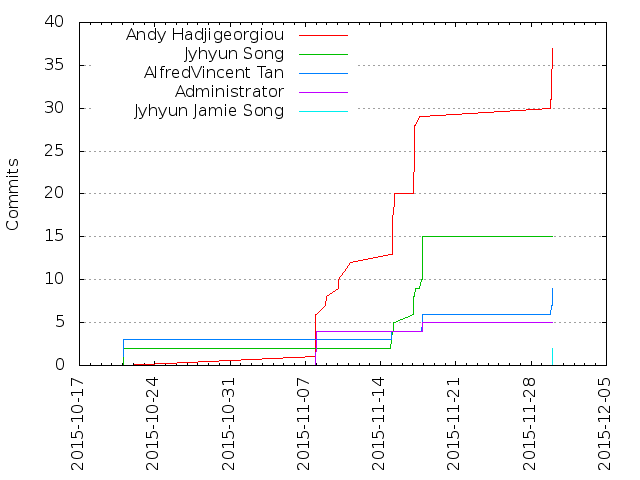 40
35
30
25
20
15
10
5
0
Commits
Andy Hadjigeorgiou
Jyhyun Song
AlfredVincent Tan
Administrator
Jyhyun Jamie Song
2015-10-17
2015-10-24
2015-10-31
2015-11-07
2015-11-14
2015-11-21
2015-11-28
2015-12-05